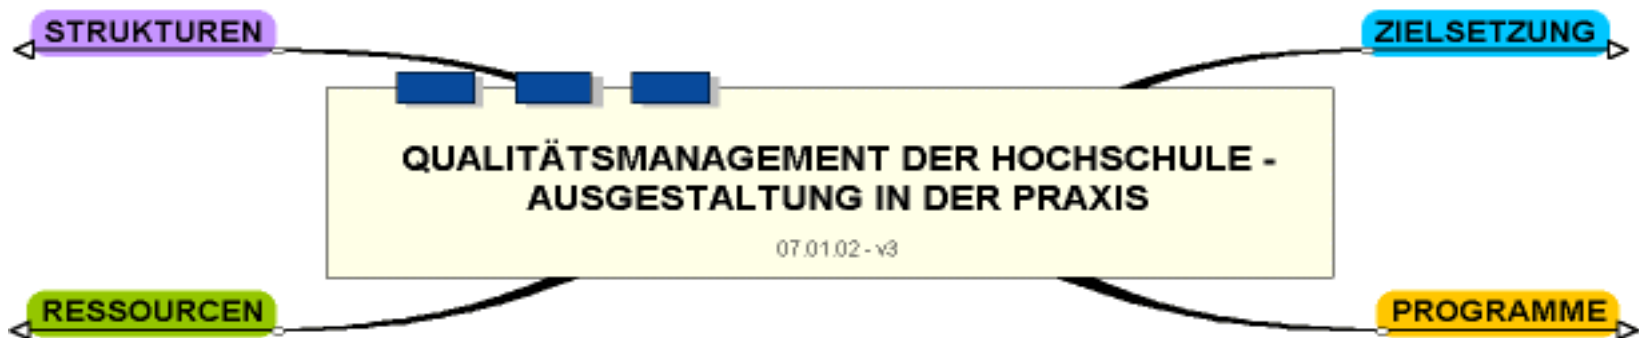 STRUKTUREN
ZIELSETZUNG
QUALITÄTSMANAGEMENT DER HOCHSCHULE -
AUSGESTALTUNG IN DER PRAXIS
07.01.02 - v3
RESSOURCEN
PROGRAMME